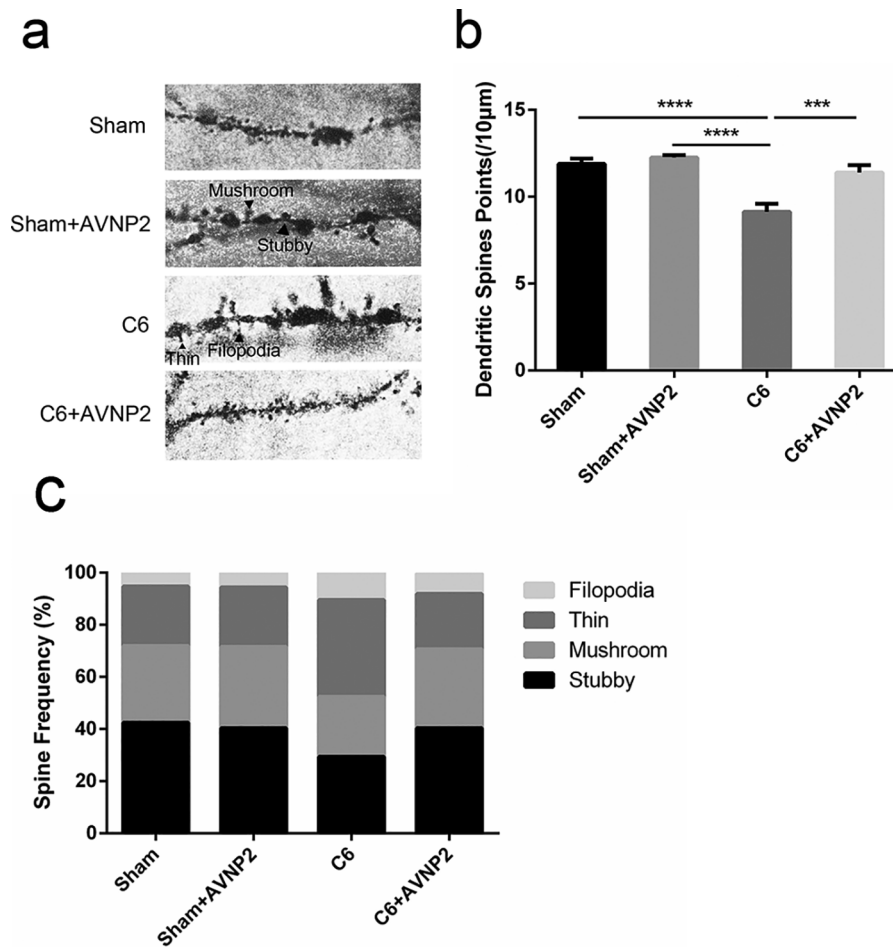 a
Sham
Sham+AVNP2
Mushroom
Stubby
C6
Thin
Filopodia
C6+AVNP2
b
Dendritic Spines Points(/10μm)
15
10
5
0
****
***
****
Sham
Sham+AVNP2
C6
C6+AVNP2
c
Spine Frequency (%)
100
80
60
40
20
0
Sham
Sham+AVNP2
C6
C6+AVNP2
Filopodia
Thin
Mushroom
Stubby